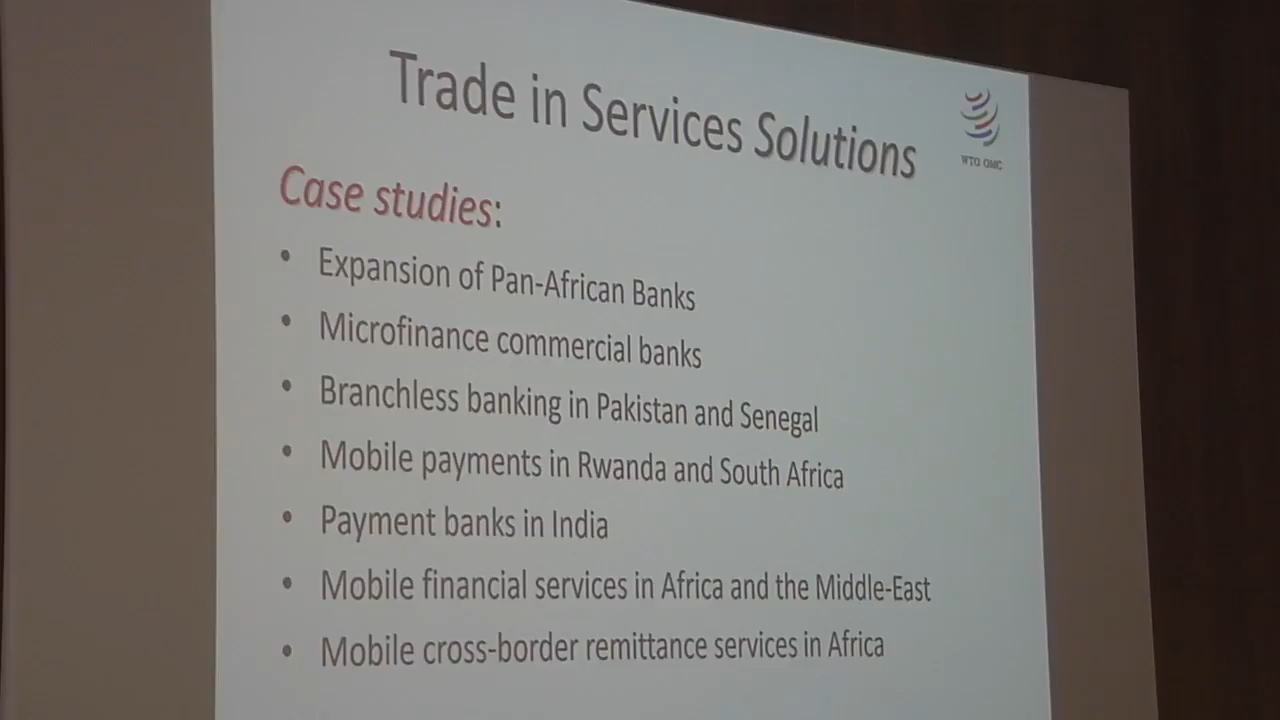 Trade in Services Solutions
WTO OMC
Case studies:
• Expansion of Pan-African Banks
• Microfinance commercial banks
• Branchless banking in Pakistan and Senegal
• Mobile payments in Rwanda and South Africa
• Payment banks in India
• Mobile financial services in Africa and the Middle-East
• Mobile cross-border remittance services in Africa